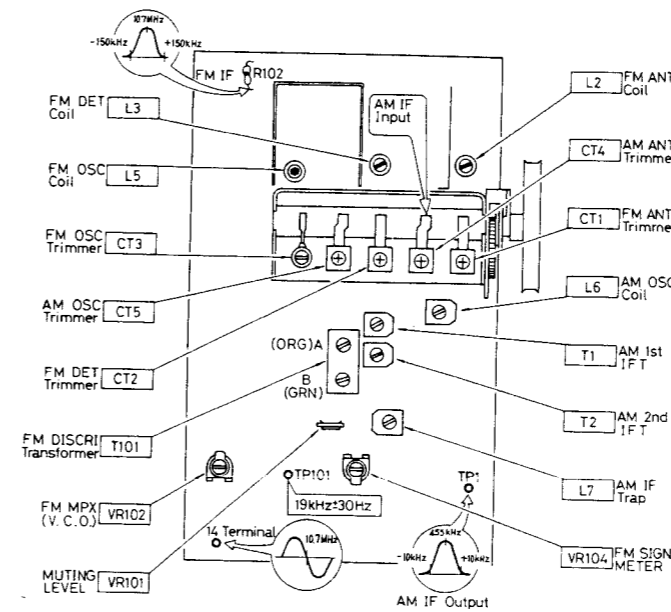 10.7MHz
-150kHz +150kHz
FM IF R102
FM DET
Coil L3
AM IF
Input
L2 FM ANT
Coil
CT4 AM ANT
FM OSC
Coil L5
CT1 FM ANT
FM OSC
Trimmer CT3
L6 AM OSC
Coil
AM OSC
Trimmer CT5
(ORG)A
T1 AM 1st
IFT
FM DET
Trimmer CT2
B
(GRN)
T2 AM 2nd
IFT
FM DISCRI
Transformer T101
L7 AM IF
Trap
TP101
TP1
19kHz±30Hz
FM MPX
(V.C.O.) VR102
14 Terminal
10.7MHz
455kHz
-10kHz +10kHz
VR104 FM SIGN
METER
MUTING
LEVEL VR101
AM IF Output